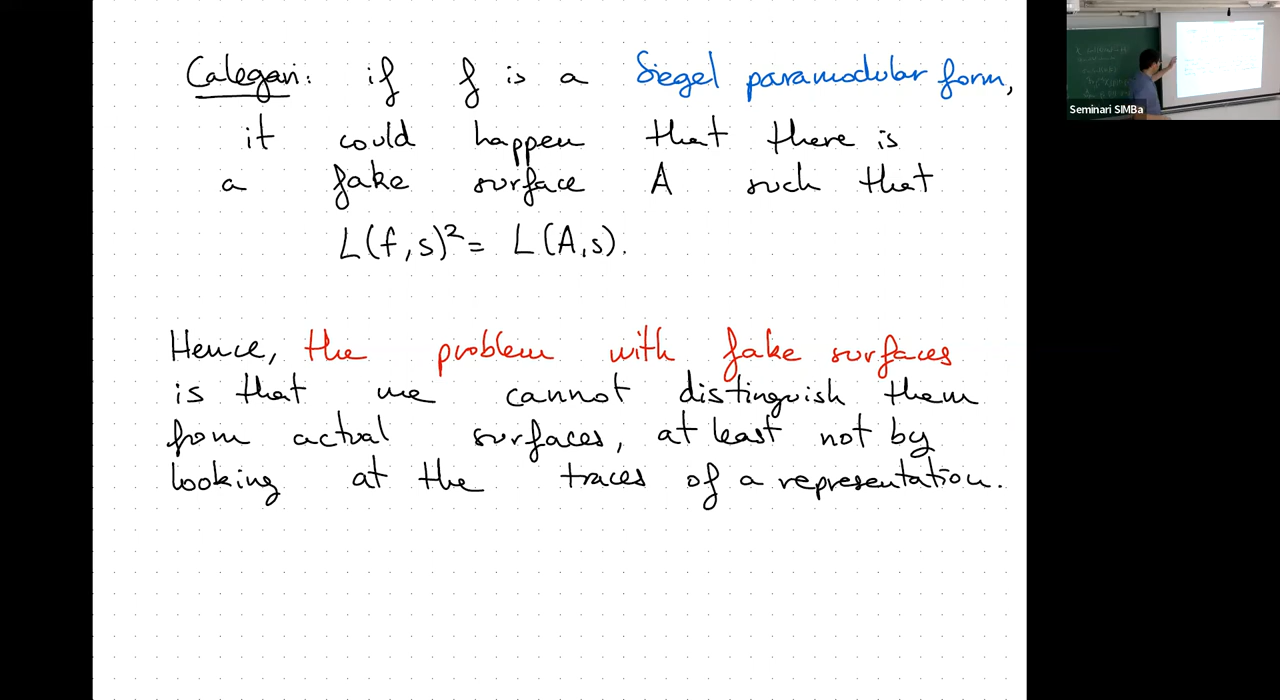 Calegari: if f is a Siegel paramodular form,
it could happen that there is
a fake surface A such that
L(f,s)²= L(A,s).
Hence, the problem with fake surfaces
is that we cannot distinguish them
from actual surfaces, at least not by
looking at the traces of a representation.
Seminari SIMBa